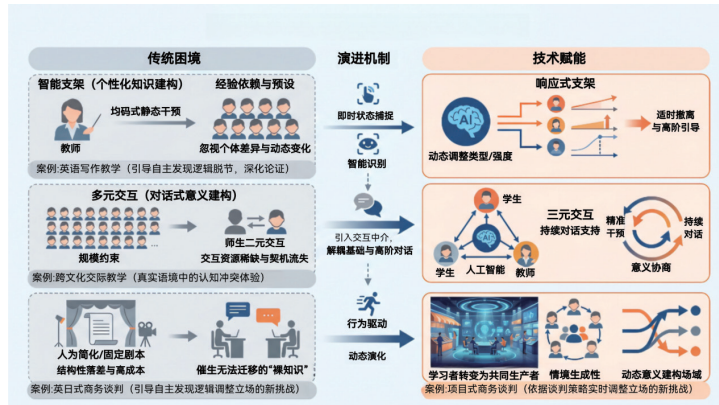 传统困境
演进机制
技术赋能
智能支架（个性化知识建构）
经验依赖与预设
均码式静态干预
教师
忽视个体差异与动态变化
案例:英语写作教学（引导自主发现逻辑脱节，深化论证）
即时状态捕捉
智能识别
响应式支架
AI
动态调整类型/强度
适时撤离
与高阶引导
多元交互（对话式意义建构）
...
规模约束
师生二元交互
交互资源稀缺与契机流失
案例:跨文化交际教学（真实语境中的认知冲突体验）
引入交互中介，
解耦基础与高阶对话
学生
学生
人工智能
教师
三元交互
持续对话支持
精准
干预
持续
对话
意义协商
人为简化/固定剧本
结构性落差与高成本
催生无法迁移的“裸知识”
案例:英日式商务谈判（引导自主发现逻辑调整立场的新挑战）
行为驱动
动态演化
学习者转变为共同生产者
情境生成性
动态意义建构场域
案例:项目式商务谈判（依据谈判策略实时调整立场的新挑战）